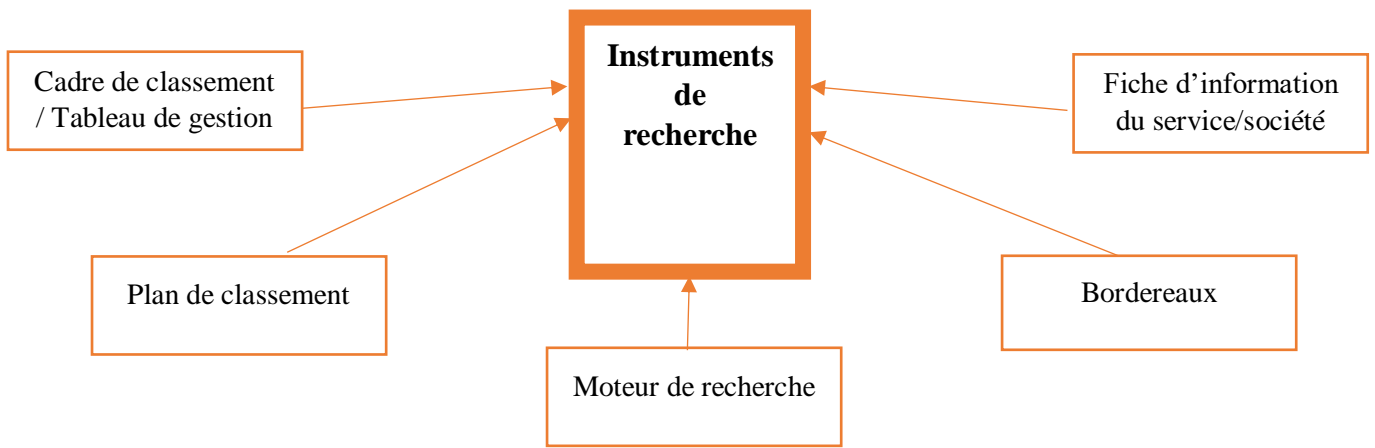 Instruments
de
recherche
Cadre de classement
/ Tableau de gestion
Fiche d’information
du service/société
Plan de classement
Bordereaux
Moteur de recherche